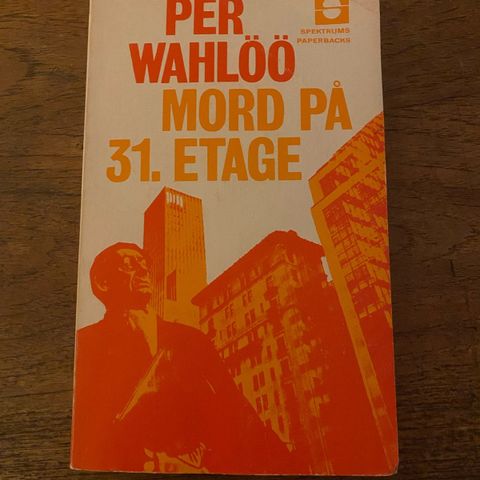 PER
WAHLÖÖ
MORD PÅ
31. ETAGE
SPEKTRUMS
PAPERBACKS